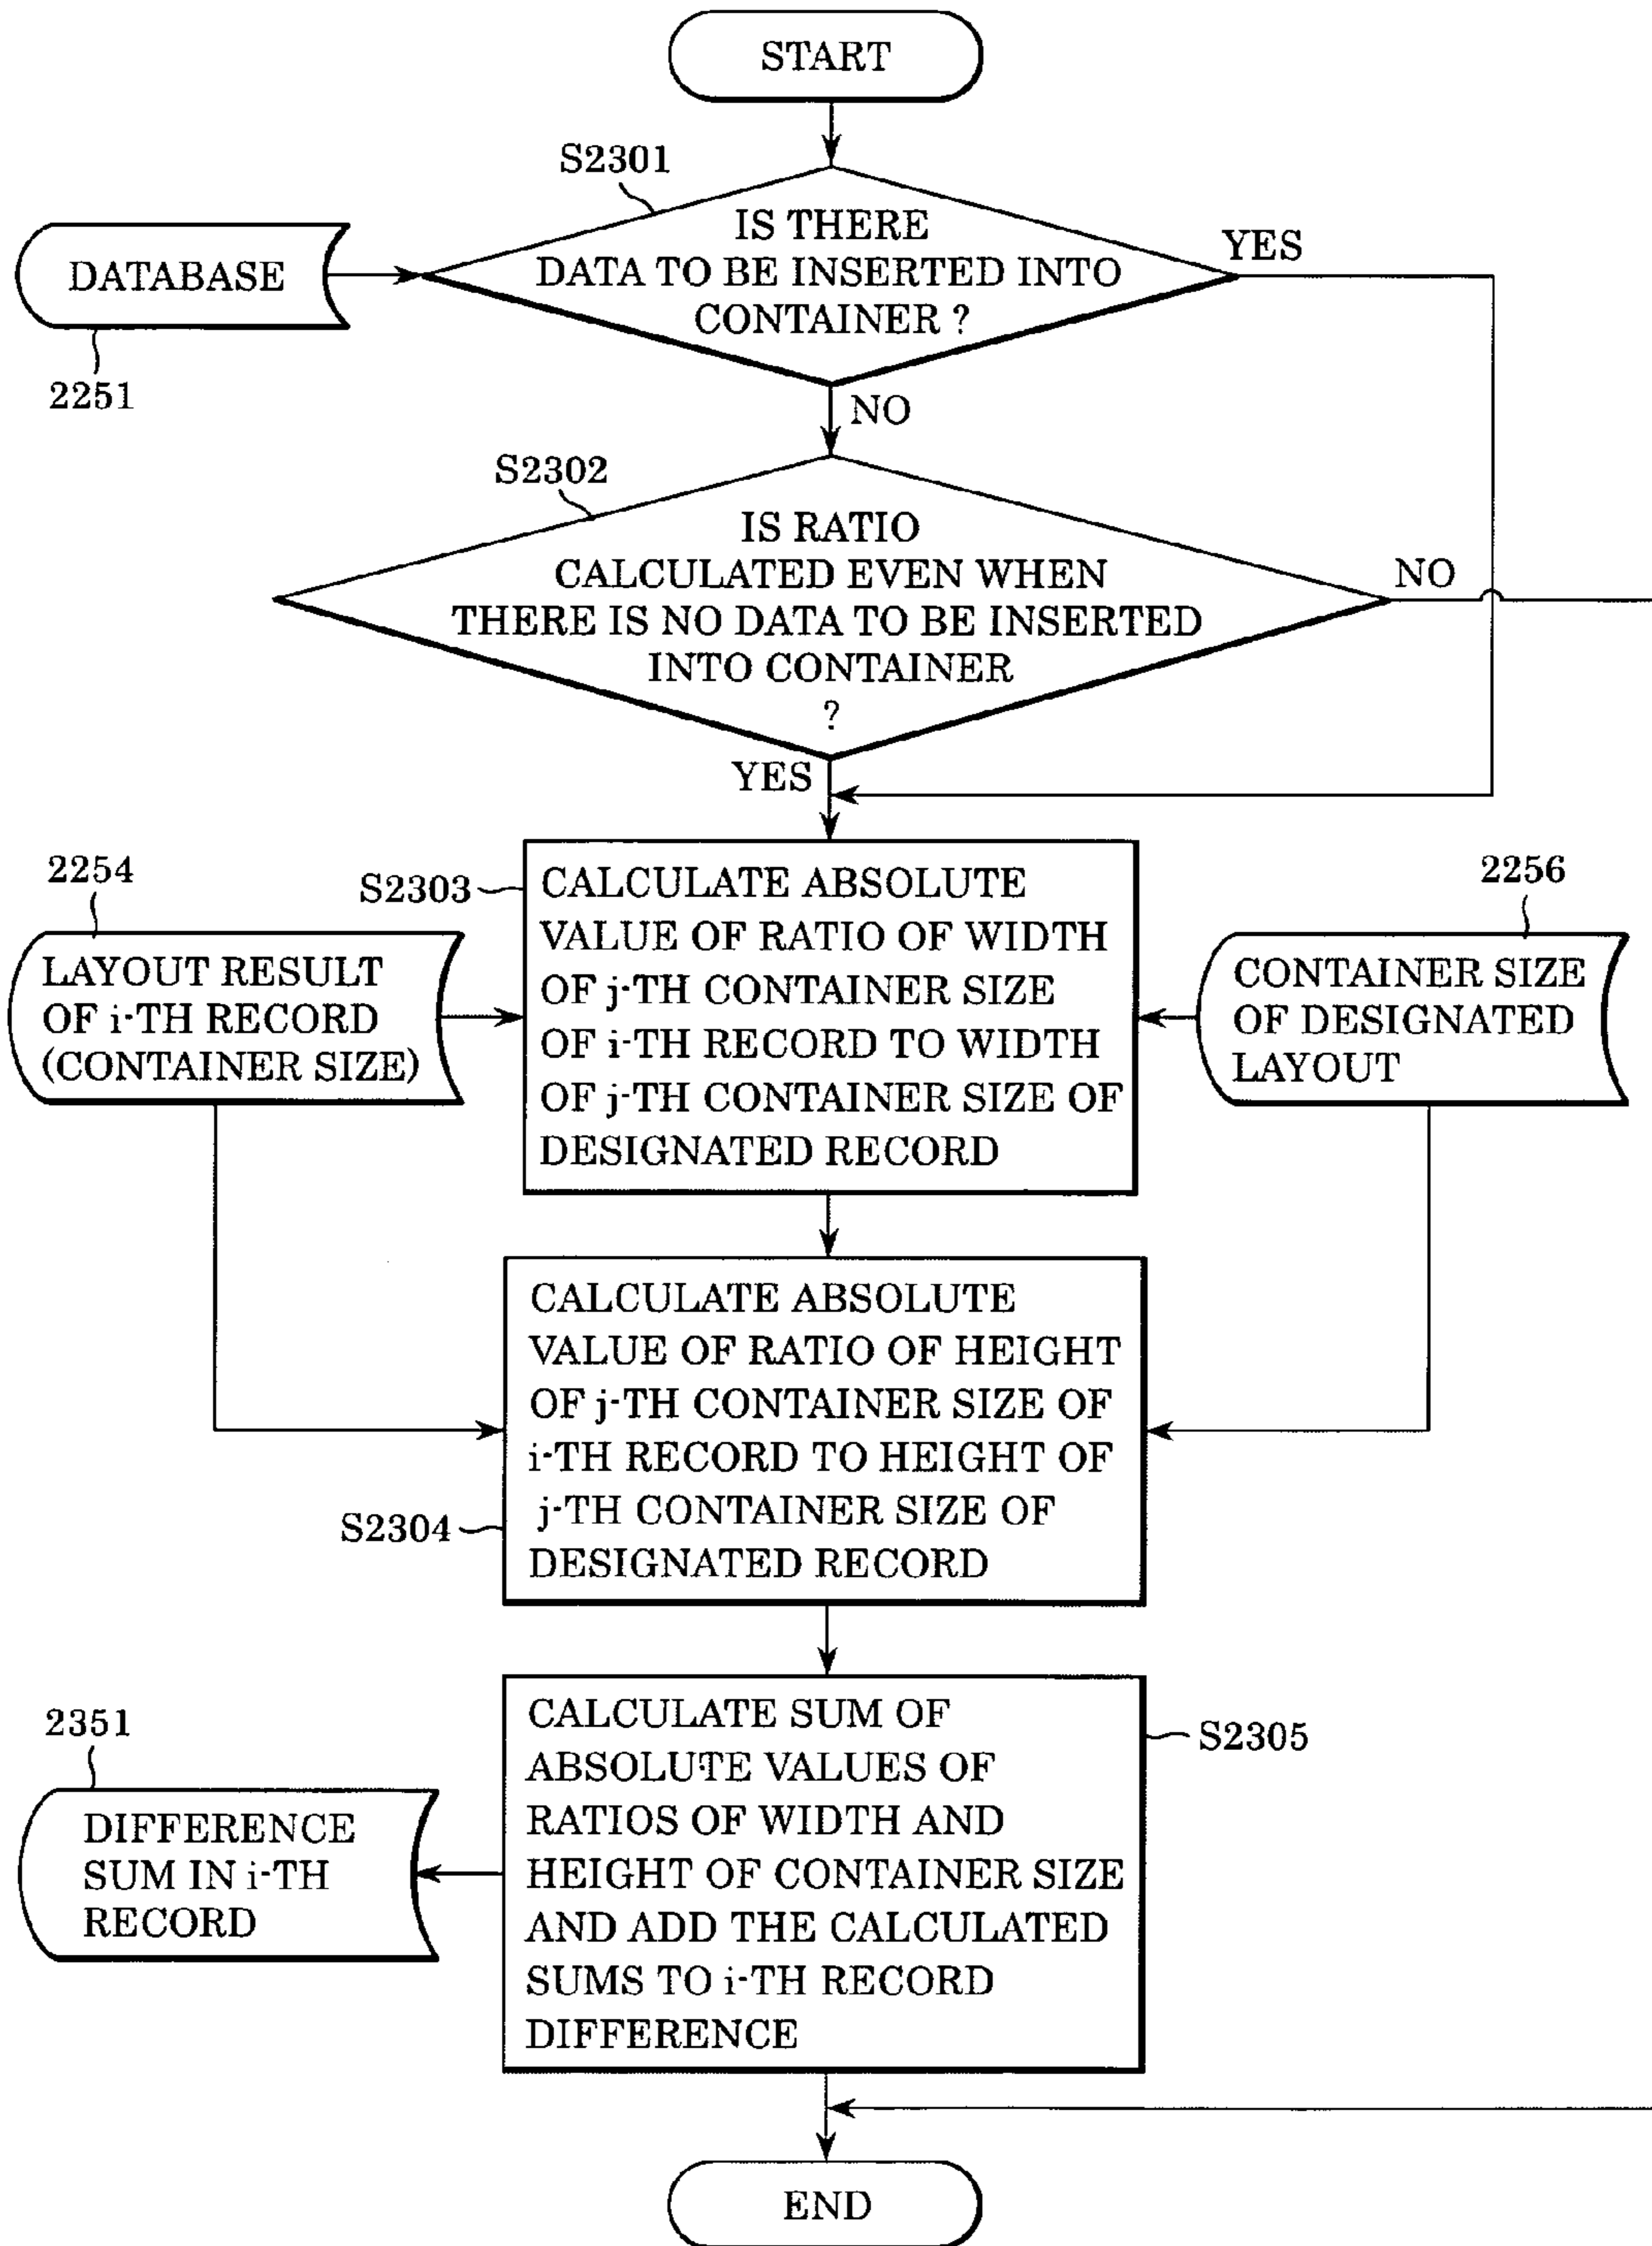 START
S2301
IS THERE
DATA TO BE INSERTED INTO
CONTAINER ?
YES
DATABASE
2251
NO
S2302
IS RATIO
CALCULATED EVEN WHEN
THERE IS NO DATA TO BE INSERTED
INTO CONTAINER
?
NO
YES
2254
LAYOUT RESULT
OF i-TH RECORD
(CONTAINER SIZE)
S2303
CALCULATE ABSOLUTE
VALUE OF RATIO OF WIDTH
OF j-TH CONTAINER SIZE
OF i-TH RECORD TO WIDTH
OF j-TH CONTAINER SIZE OF
DESIGNATED RECORD
2256
CONTAINER SIZE
OF DESIGNATED
LAYOUT
CALCULATE ABSOLUTE
VALUE OF RATIO OF HEIGHT
OF j-TH CONTAINER SIZE OF
i-TH RECORD TO HEIGHT OF
j-TH CONTAINER SIZE OF
DESIGNATED RECORD
S2304
2351
DIFFERENCE
SUM IN i-TH
RECORD
CALCULATE SUM OF
ABSOLUTE VALUES OF
RATIOS OF WIDTH AND
HEIGHT OF CONTAINER SIZE
AND ADD THE CALCULATED
SUMS TO i-TH RECORD
DIFFERENCE
S2305
END